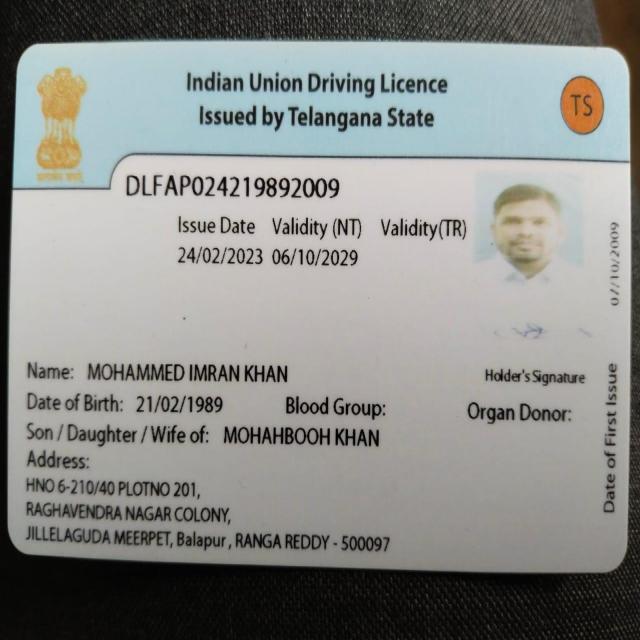 Indian Union Driving Licence
Issued by Telangana State
TS
DLFAP024219892009
Issue Date Validity (NT) Validity(TR)
24/02/2023 06/10/2029
Name: MOHAMMED IMRAN KHAN
Holder's Signature
Date of Birth: 21/02/1989 Blood Group: Organ Donor:
Son / Daughter / Wife of: MOHAHBOOH KHAN
Address:
HNO 6-210/40 PLOTNO 201,
RAGHAVENDRA NAGAR COLONY,
JILLELAGUDA MEERPET, Balapur, RANGA REDDY - 500097
Date of First Issue 07/10/2009